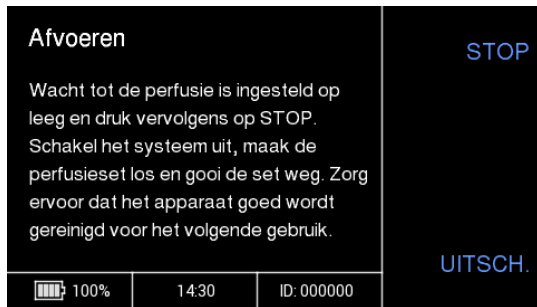 Afvoeren
STOP
Wacht tot de perfusie is ingesteld op
leeg en druk vervolgens op STOP.
Schakel het systeem uit, maak de
perfusieset los en gooi de set weg. Zorg
ervoor dat het apparaat goed wordt
gereinigd voor het volgende gebruik.
UITSCH.
100%
14:30
ID: 000000